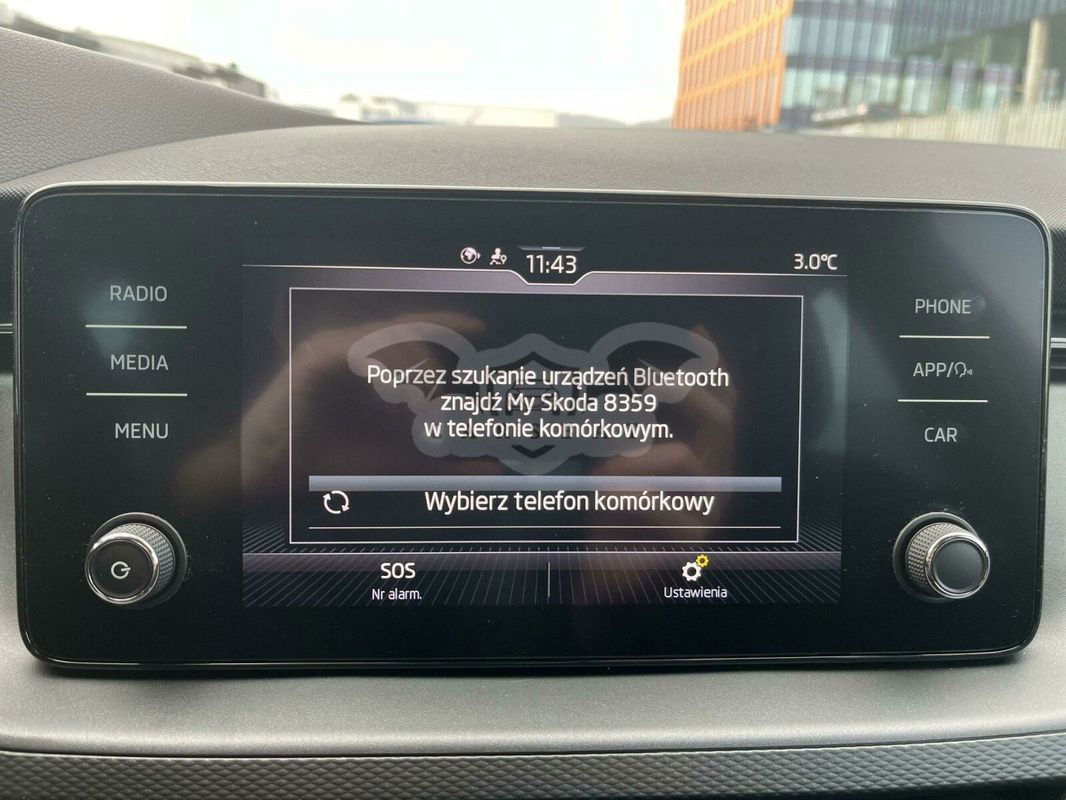 11:43
3.0°C
RADIO
MEDIA
MENU
Poprzez szukanie urządzeń Bluetooth
znajdź My Skoda 8359
w telefonie komórkowym.
Wybierz telefon komórkowy
SOS
Nr alarm.
Ustawienia
PHONE
APP/
CAR